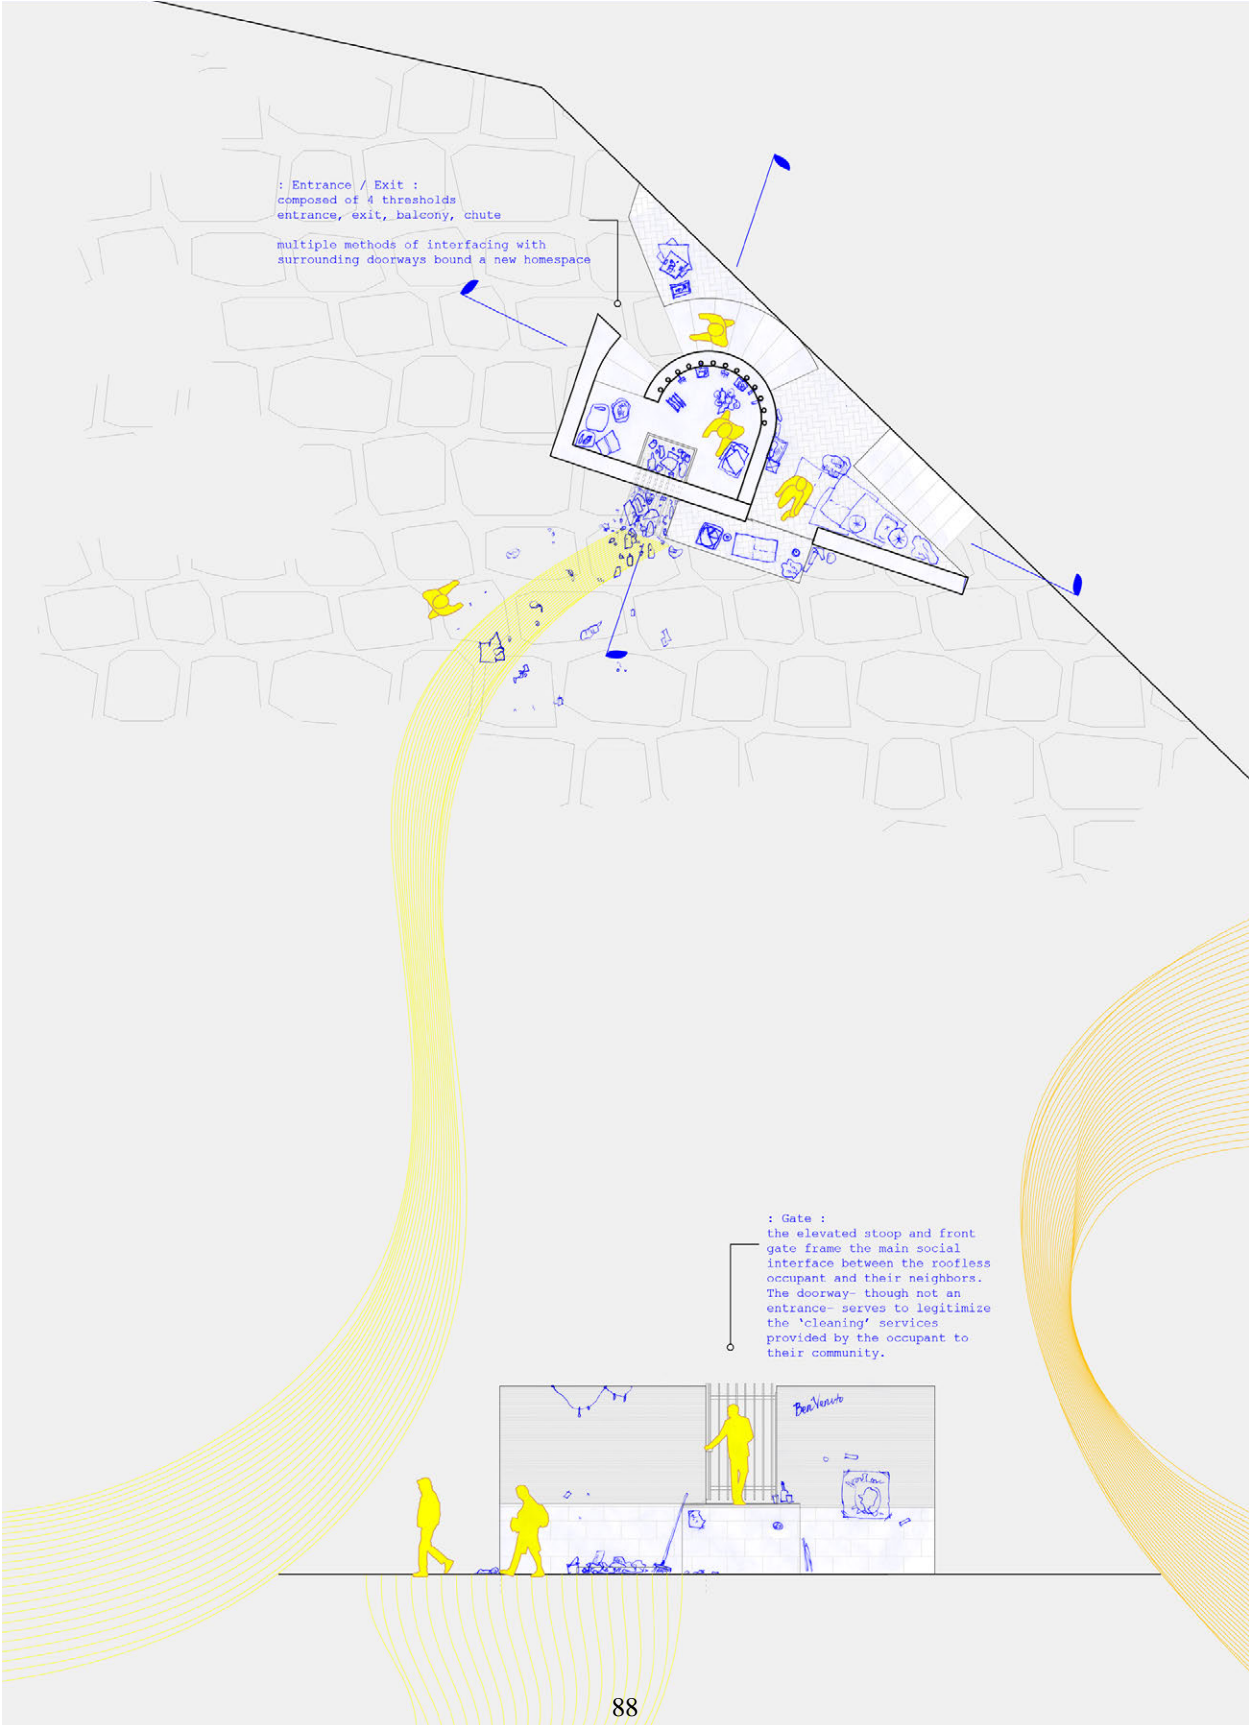 : Entrance / Exit :
composed of 4 thresholds
entrance, exit, balcony, chute
multiple methods of interfacing with
surrounding doorways bound a new homespace
: Gate :
the elevated stoop and front
gate frame the main social
interface between the roofless
occupant and their neighbors.
The doorway- though not an
entrance- serves to legitimize
the ‘cleaning’ services
provided by the occupant to
their community.
BenVenuto
88